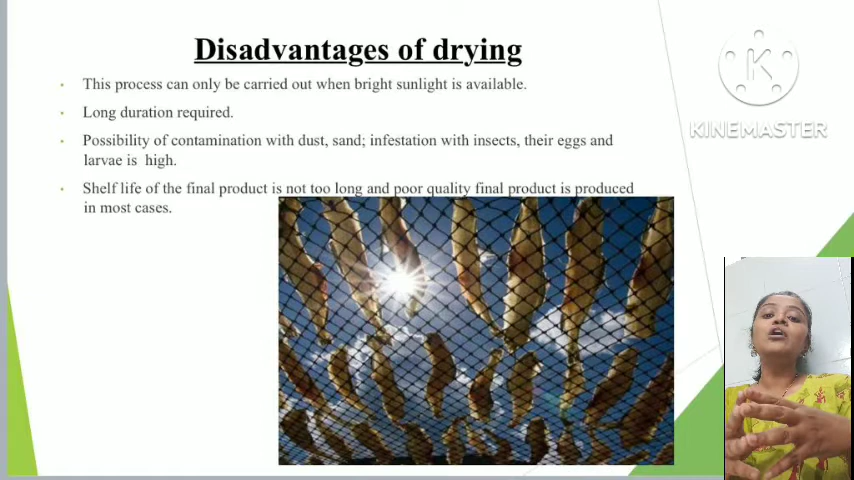 Disadvantages of drying
This process can only be carried out when bright sunlight is available.
Long duration required.
Possibility of contamination with dust, sand; infestation with insects, their eggs and
larvae is high.
Shelf life of the final product is not too long and poor quality final product is produced
in most cases.
K
KINEMASTER